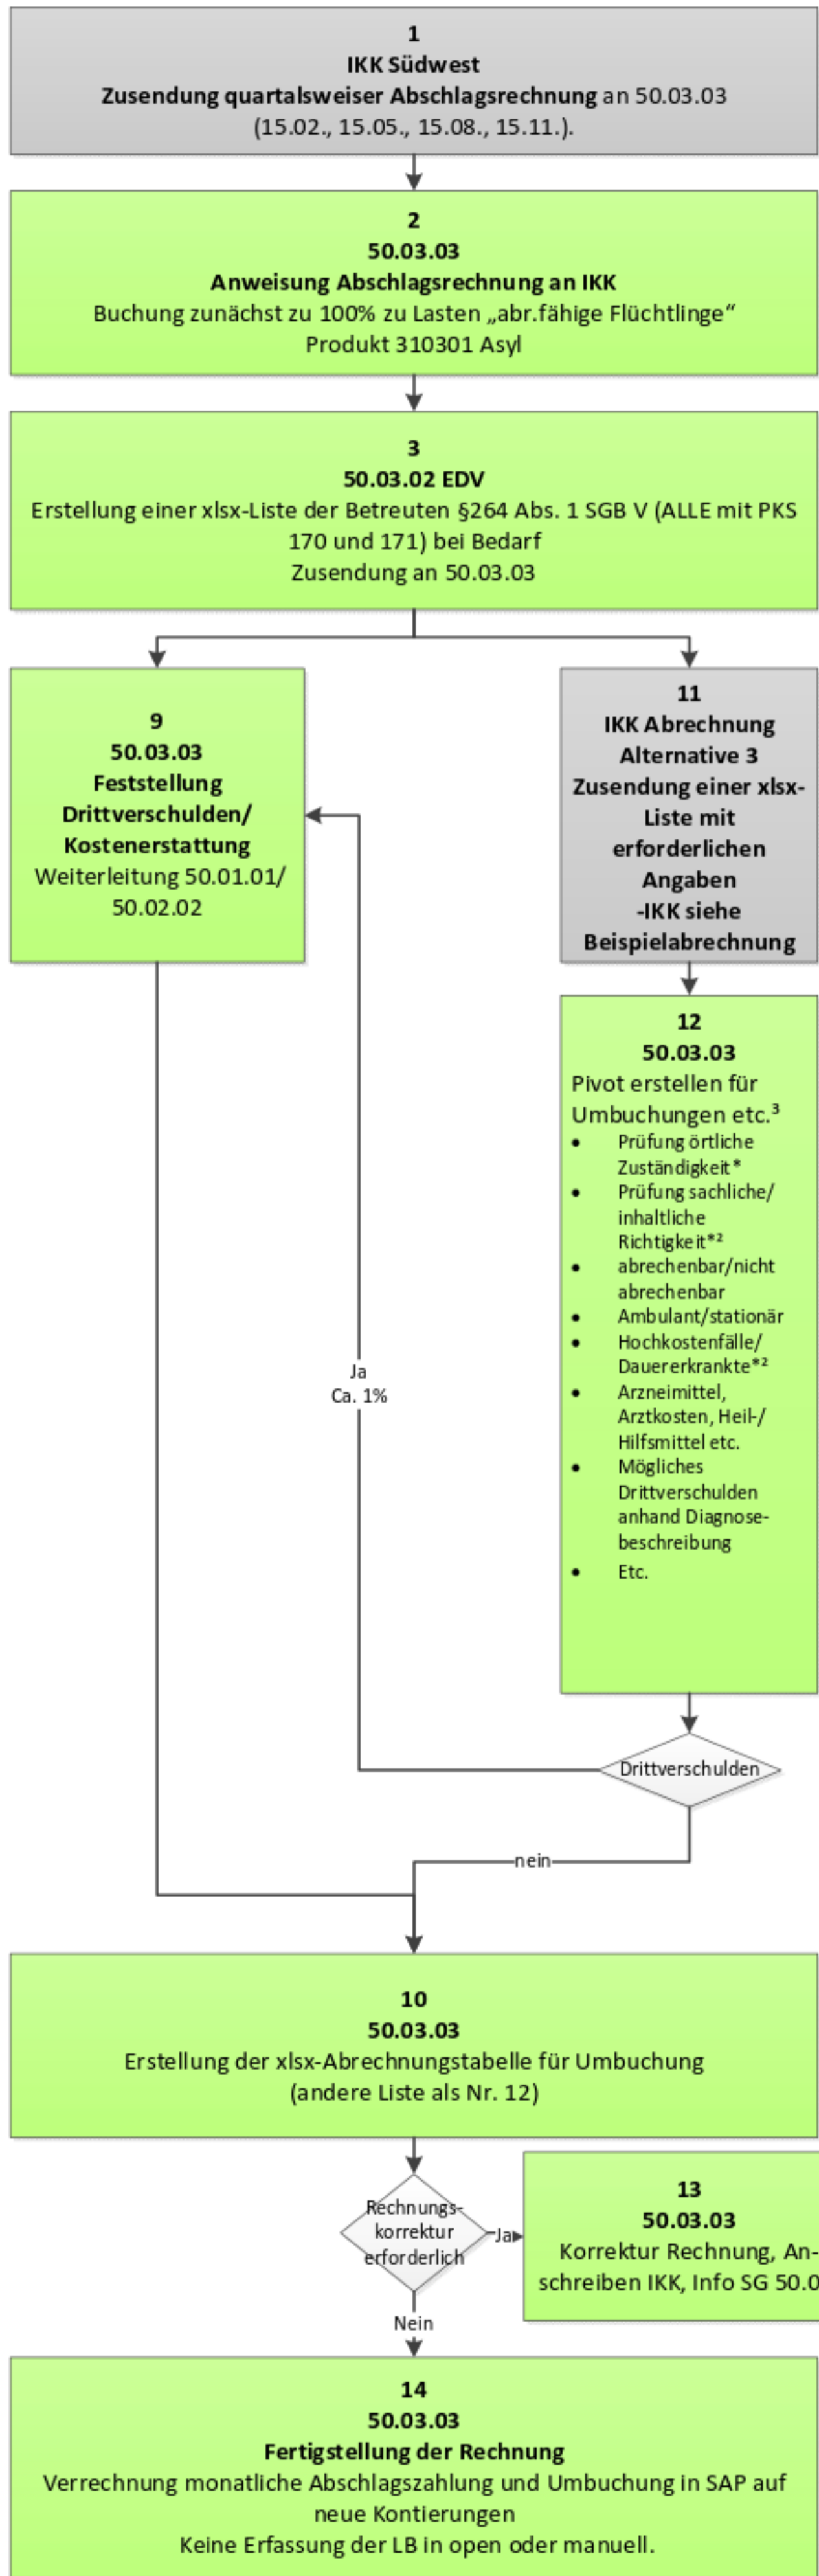 1
IKK Südwest
Zusendung quartalsweiser Abschlagsrechnung an 50.03.03
(15.02., 15.05., 15.08., 15.11.).
2
50.03.03
Anweisung Abschlagsrechnung an IKK
Buchung zunächst zu 100% zu Lasten „abr.fähige Flüchtlinge“
Produkt 310301 Asyl
3
50.03.02 EDV
Erstellung einer xlsx-Liste der Betreuten §264 Abs. 1 SGB V (ALLE mit PKS
170 und 171) bei Bedarf
Zusendung an 50.03.03
9
50.03.03
Feststellung
Drittverschulden/
Kostenerstattung
Weiterleitung 50.01.01/
50.02.02
11
IKK Abrechnung
Alternative 3
Zusendung einer xlsx-
Liste mit
erforderlichen
Angaben
-IKK siehe
Beispielabrechnung
12
50.03.03
Pivot erstellen für
Umbuchungen etc.³
• Prüfung örtliche
Zuständigkeit*
• Prüfung sachliche/
inhaltliche
Richtigkeit*²
• abrechenbar/nicht
abrechenbar
• Ambulant/stationär
• Hochkostenfälle/
Dauererkrankte*²
• Arzneimittel,
Arztkosten, Heil-/
Hilfsmittel etc.
• Mögliches
Drittverschulden
anhand Diagnose-
beschreibung
• Etc.
Ja
Ca. 1%
Drittverschulden
nein
10
50.03.03
Erstellung der xlsx-Abrechnungstabelle für Umbuchung
(andere Liste als Nr. 12)
Rechnungs-
korrektur
erforderlich
Ja
13
50.03.03
Korrektur Rechnung, An-
schreiben IKK, Info SG 50.0
Nein
14
50.03.03
Fertigstellung der Rechnung
Verrechnung monatliche Abschlagszahlung und Umbuchung in SAP auf
neue Kontierungen
Keine Erfassung der LB in open oder manuell.